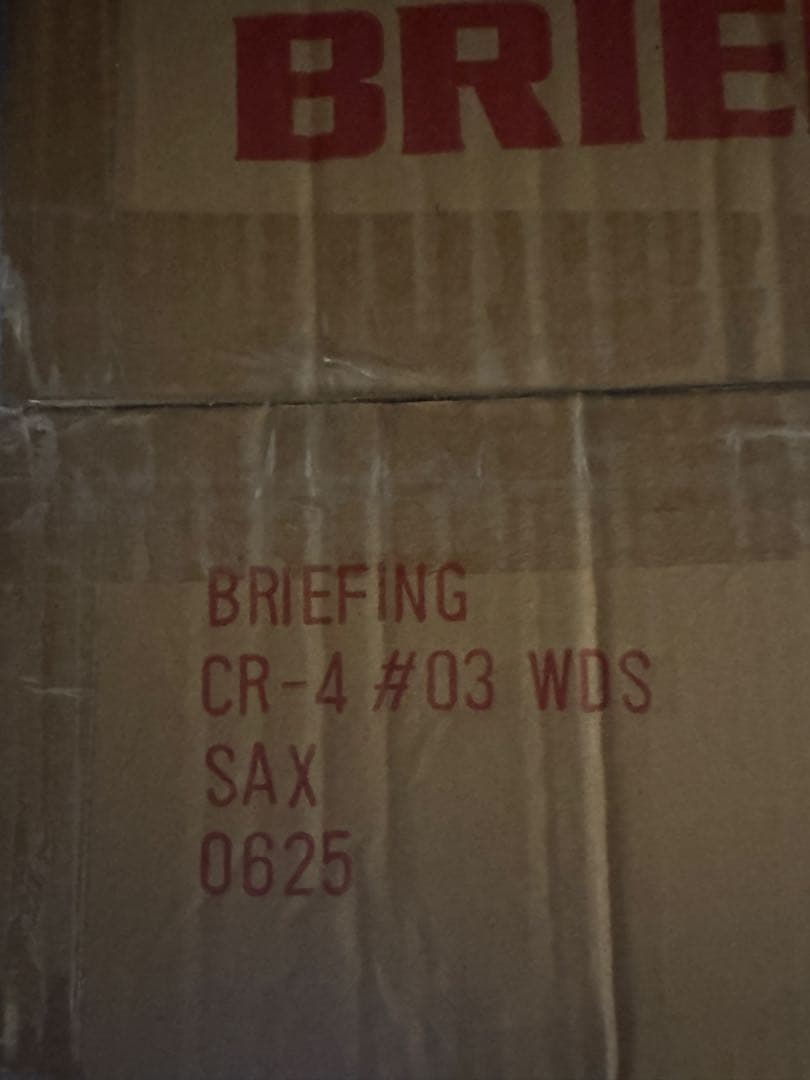 BRIE
BRIEFING
CR-4 #03 WDS
SAX
0625